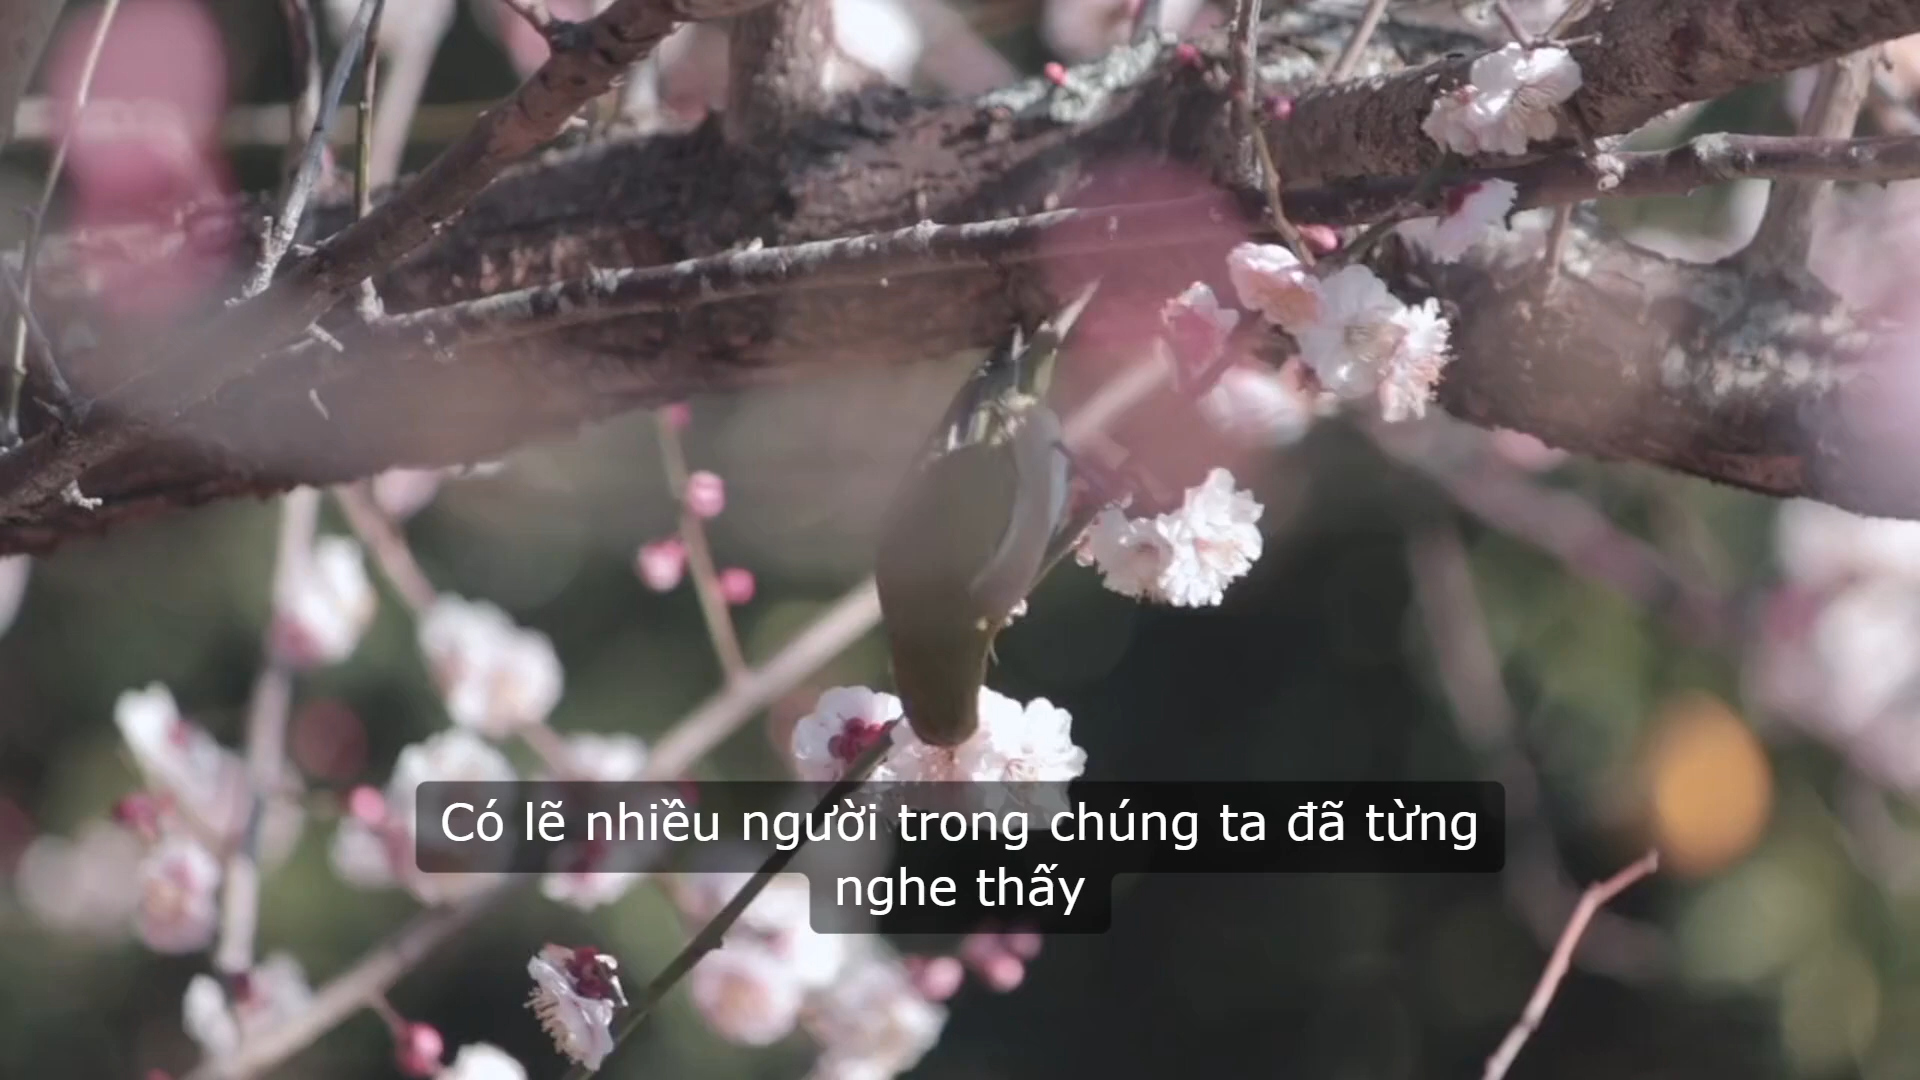 Có lẽ nhiều người trong chúng ta đã từng
nghe thấy